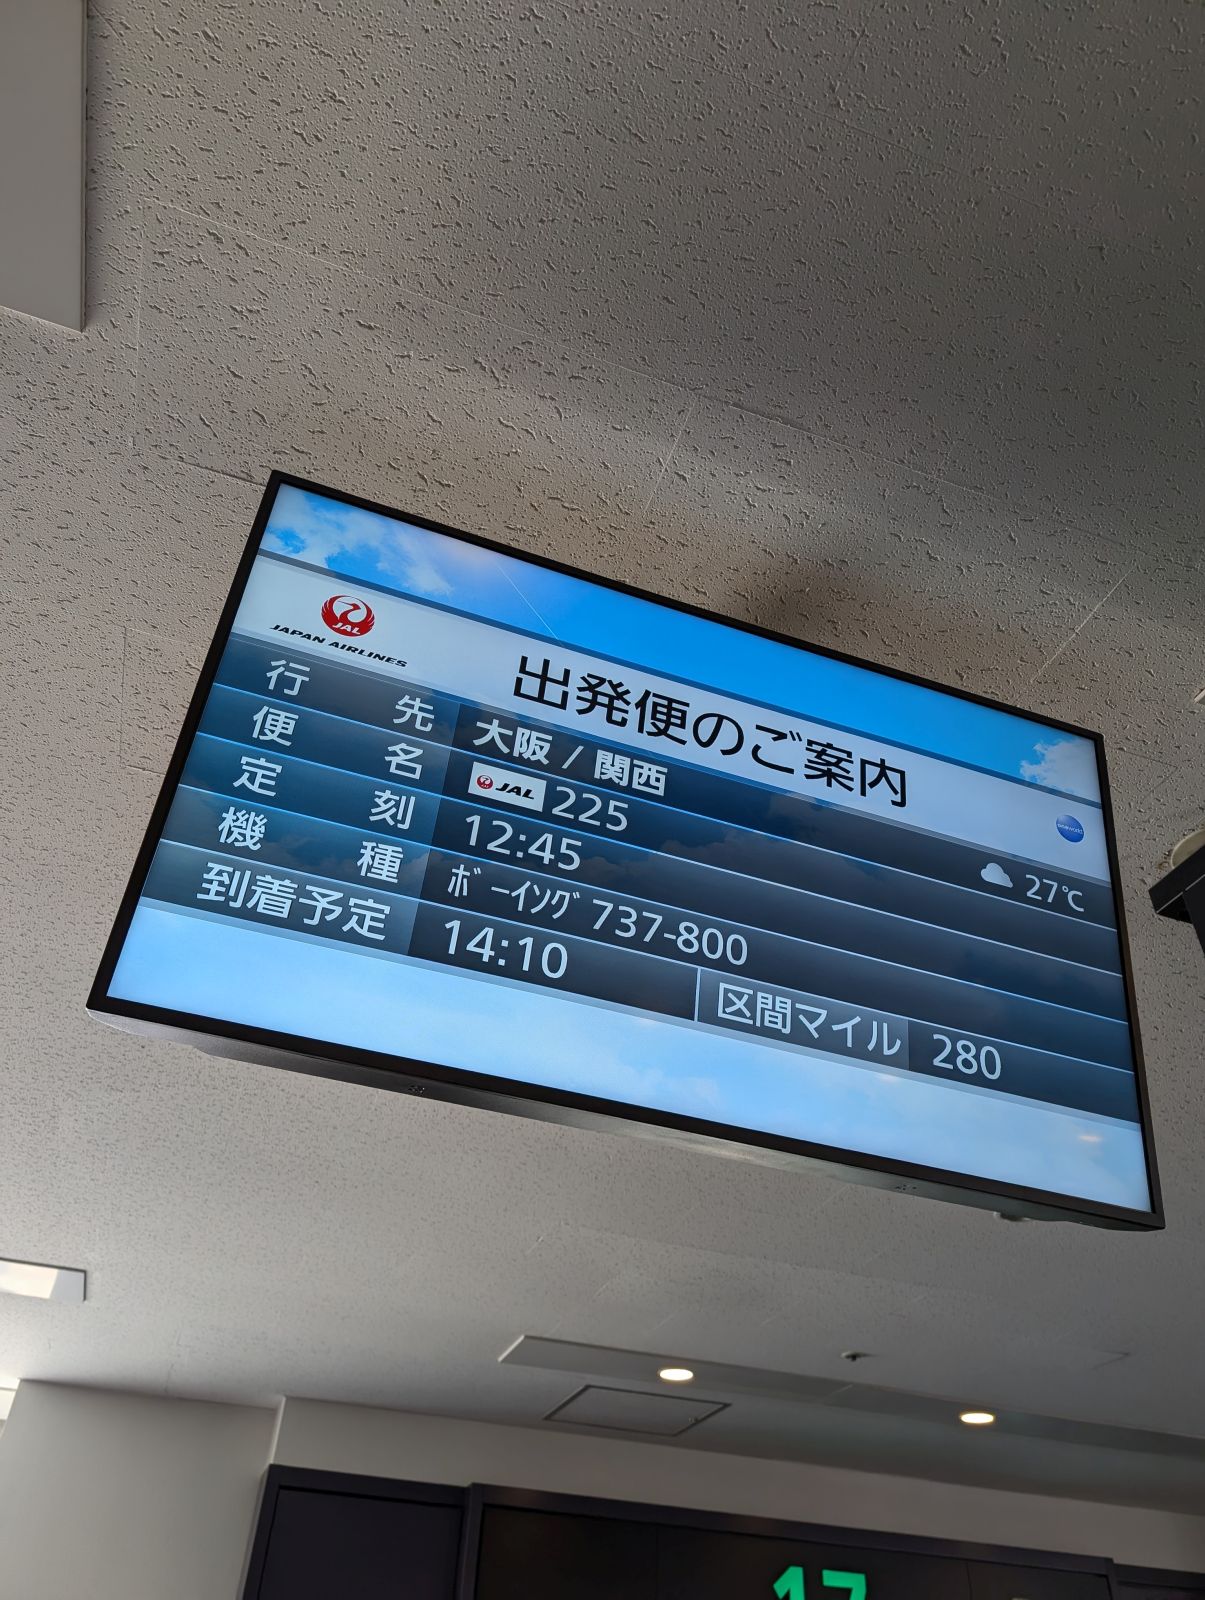 JAL
JAPAN AIRLINES
出発便のご案内
oneworld
行先 大阪 / 関西 27℃
便名 JAL 225
定刻 12:45
機種 ﾎﾞｰｲﾝｸﾞ 737-800
到着予定 14:10 区間マイル 280
17